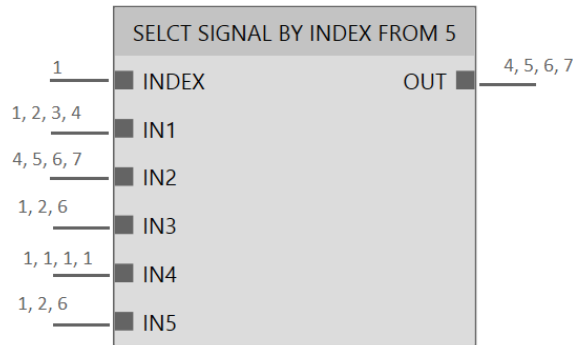 SELCT SIGNAL BY INDEX FROM 5
1
INDEX
OUT
4, 5, 6, 7
1, 2, 3, 4
IN1
4, 5, 6, 7
IN2
1, 2, 6
IN3
1, 1, 1, 1
IN4
1, 2, 6
IN5